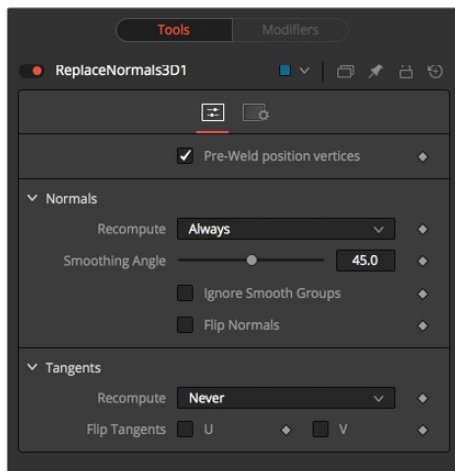 Tools Modifiers
ReplaceNormals3D1
Pre-Weld position vertices
Normals
Recompute Always
Smoothing Angle 45.0
Ignore Smooth Groups
Flip Normals
Tangents
Recompute Never
Flip Tangents U V